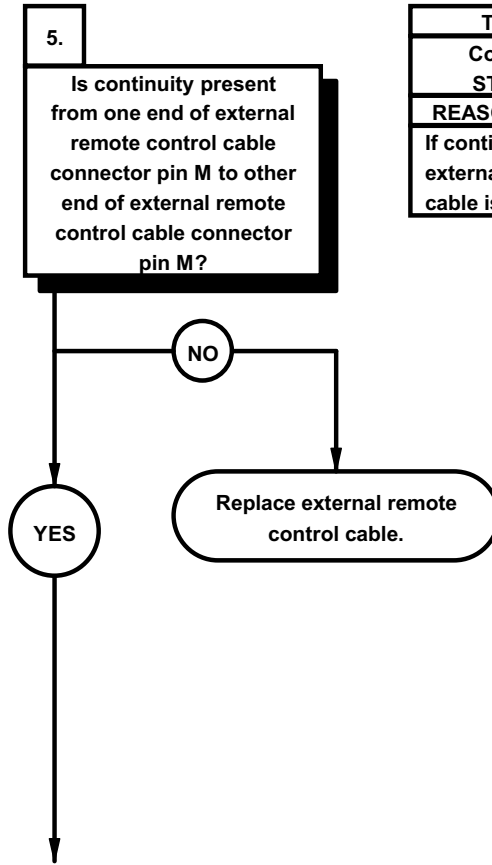 5.
Is continuity present
from one end of external
remote control cable
connector pin M to other
end of external remote
control cable connector
pin M?
NO
YES
Replace external remote
control cable.
T
Co
ST
REASO
If conti
externa
cable is